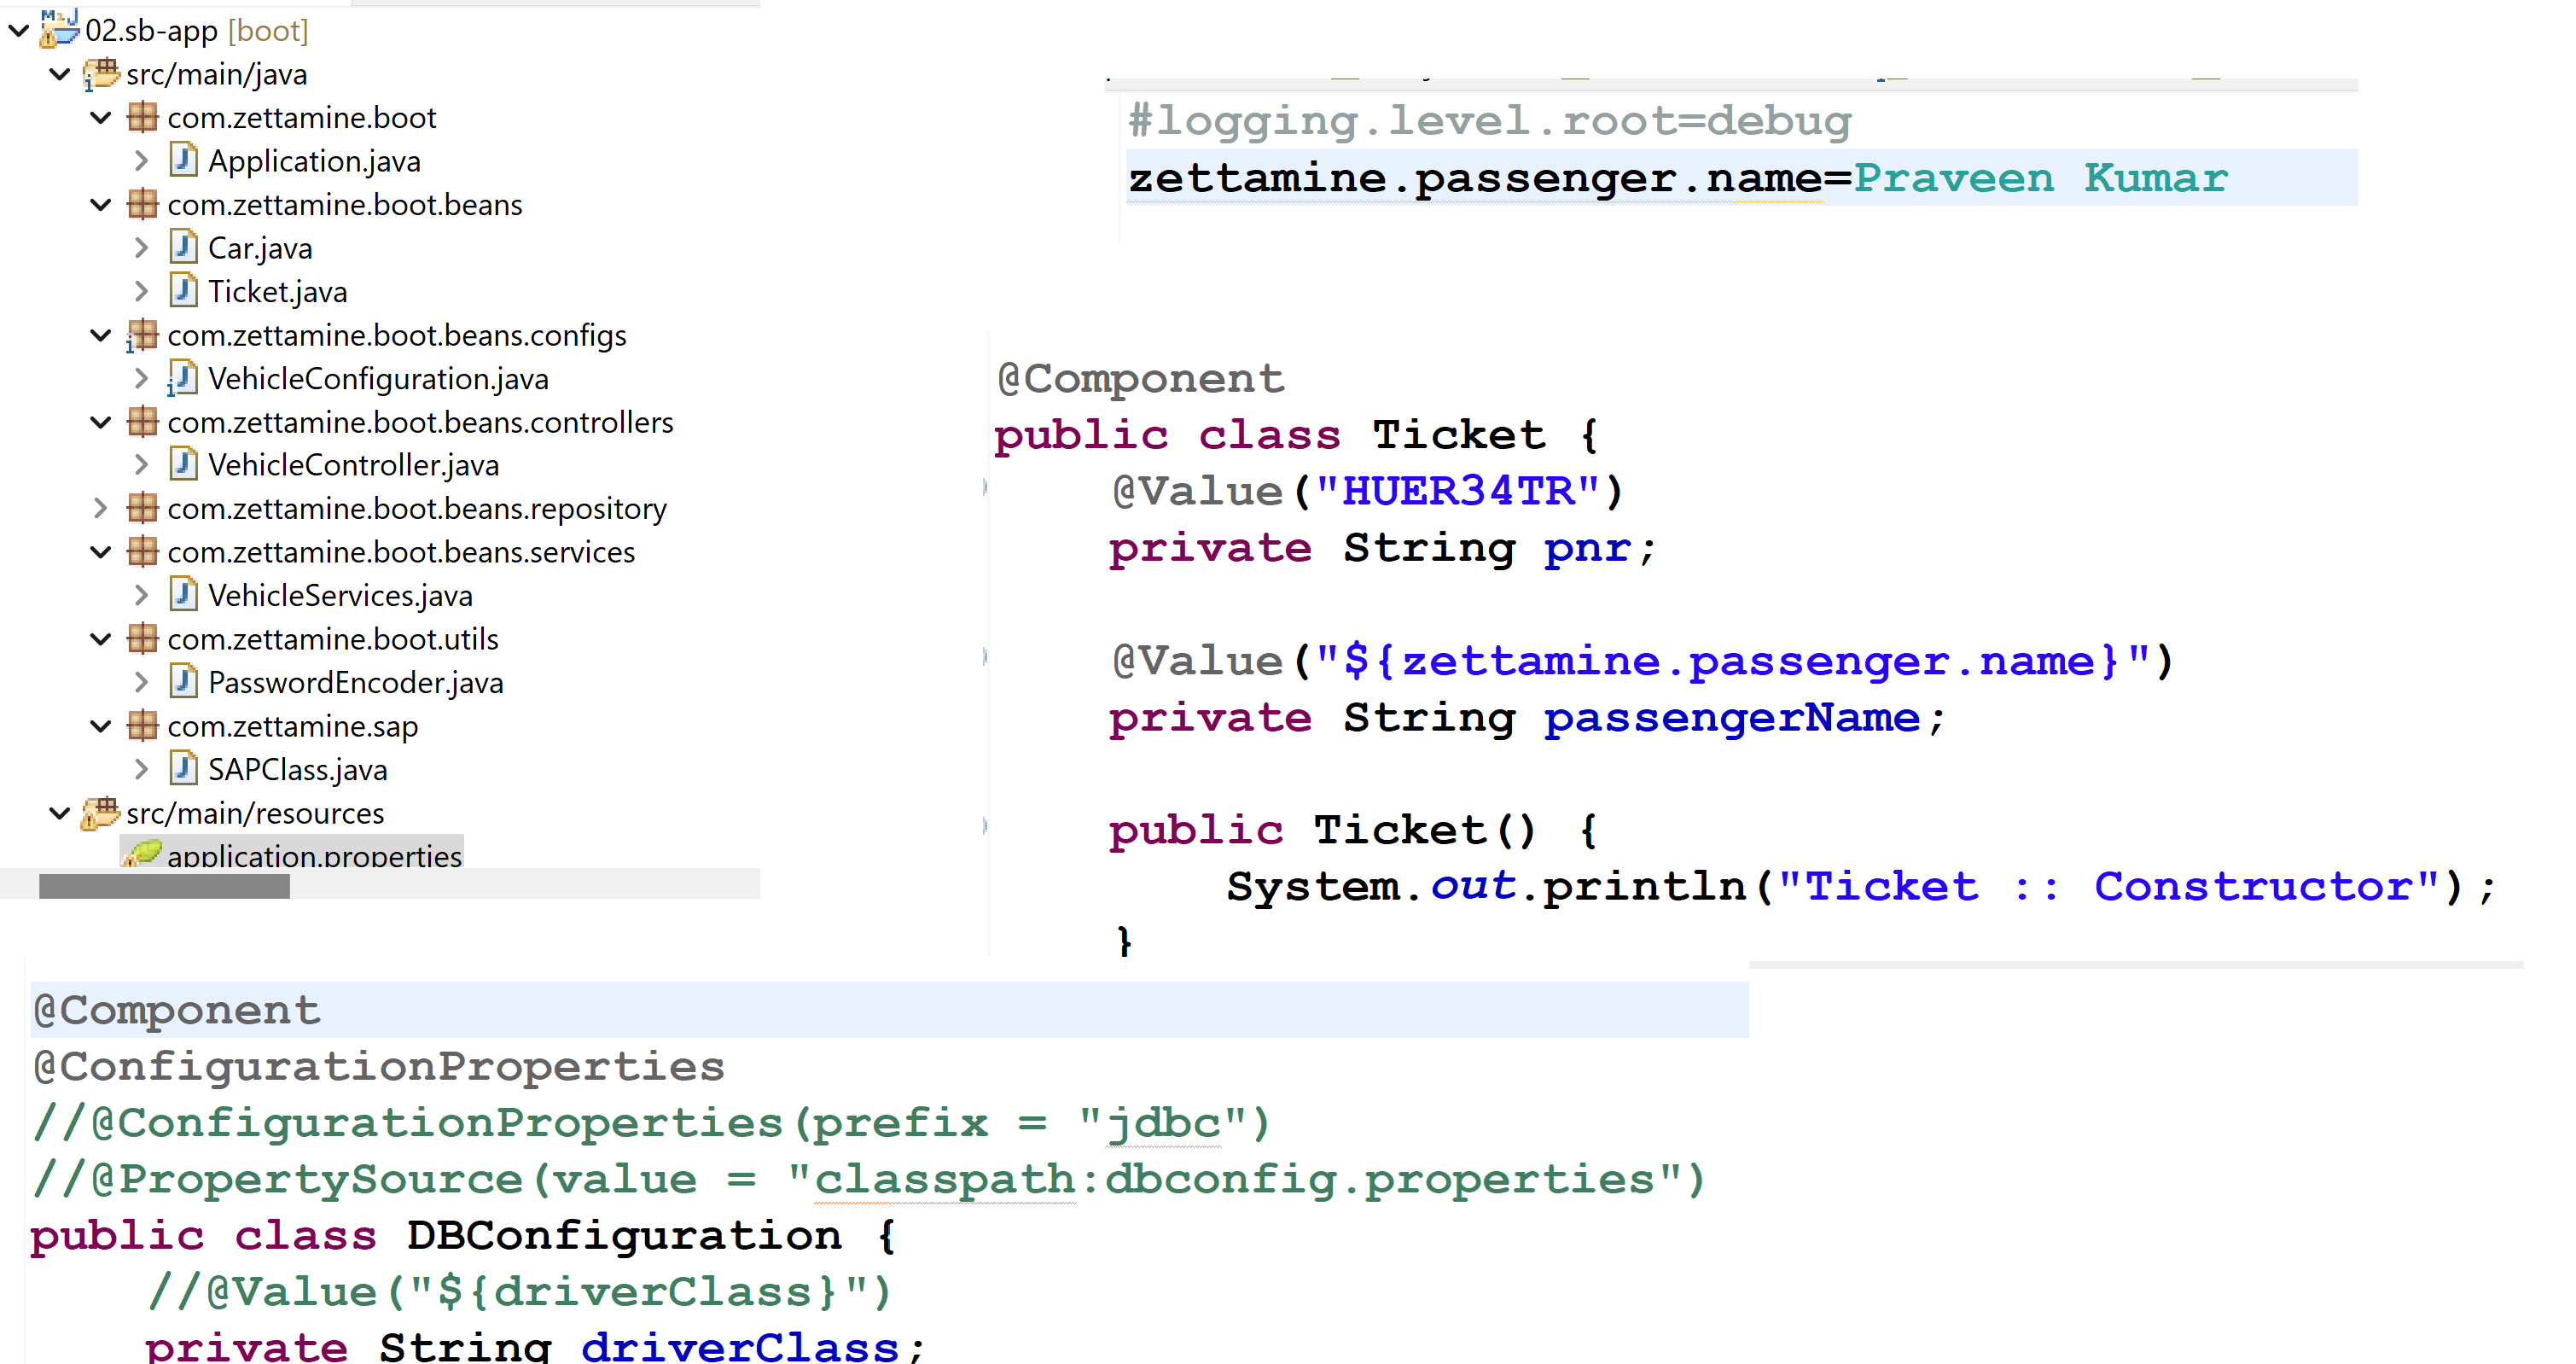 02.sb-app [boot]
src/main/java
com.zettamine.boot
Application.java
com.zettamine.boot.beans
Car.java
Ticket.java
com.zettamine.boot.beans.configs
VehicleConfiguration.java
com.zettamine.boot.beans.controllers
VehicleController.java
com.zettamine.boot.beans.repository
com.zettamine.boot.beans.services
VehicleServices.java
com.zettamine.boot.utils
PasswordEncoder.java
com.zettamine.sap
SAPClass.java
src/main/resources
application.properties
#logging.level.root=debug
zettamine.passenger.name=Praveen Kumar
@Component
public class Ticket {
@Value("HUER34TR")
private String pnr;
@Value("${zettamine.passenger.name}")
private String passengerName;
public Ticket() {
System.out.println("Ticket :: Constructor");
}
@Component
@ConfigurationProperties
//@ConfigurationProperties(prefix = "jdbc")
//@PropertySource(value = "classpath:dbconfig.properties")
public class DBConfiguration {
//@Value("${driverClass}")
private String driverClass;